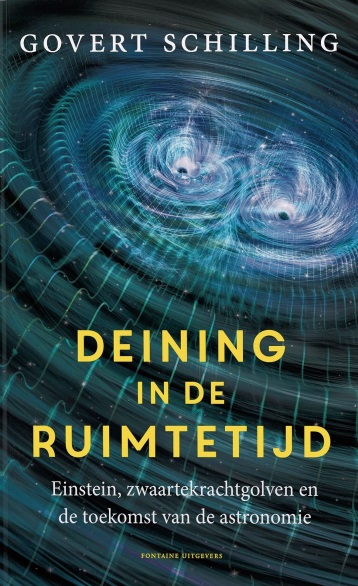 GOVERT SCHILLING
DEINING
IN DE
RUIMTETIJD
Einstein, zwaartekrachtgolven en
de toekomst van de astronomie
FONTAINE UITGEVERS